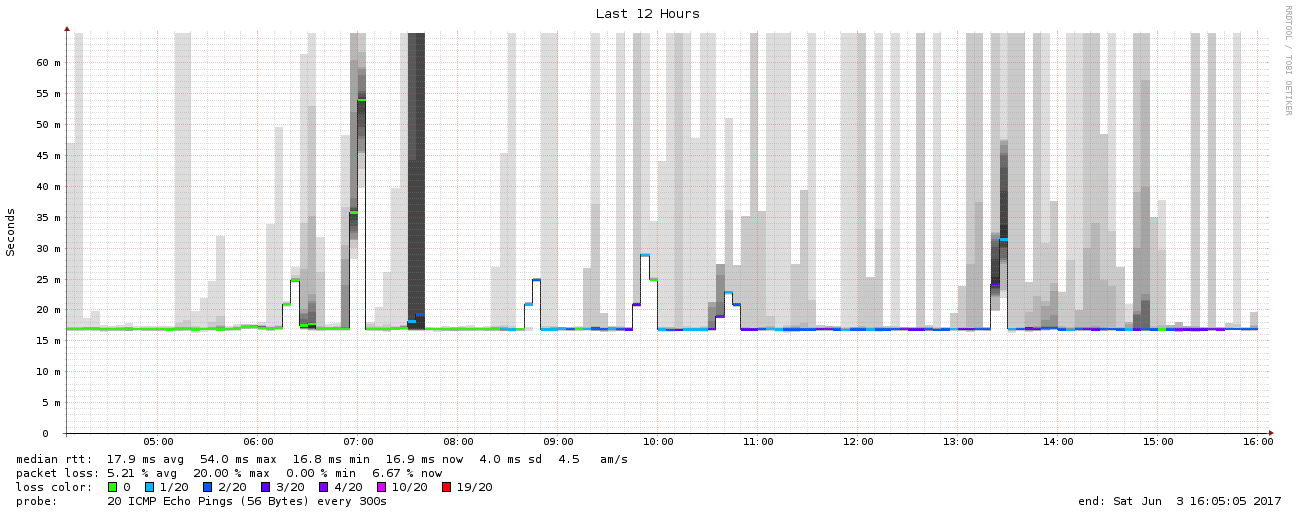 Last 12 Hours
RRDTOOL / TOBI OETIKER
Seconds
60 m
55 m
50 m
45 m
40 m
35 m
30 m
25 m
20 m
15 m
10 m
5 m
0
05:00 06:00 07:00 08:00 09:00 10:00 11:00 12:00 13:00 14:00 15:00 16:00
median rtt: 17.9 ms avg 54.0 ms max 16.8 ms min 16.9 ms now 4.0 ms sd 4.5 am/s
packet loss: 5.21 % avg 20.00 % max 0.00 % min 6.67 % now
loss color: 0 1/20 2/20 3/20 4/20 10/20 19/20
probe: 20 ICMP Echo Pings (56 Bytes) every 300s end: Sat Jun 3 16:05:05 2017